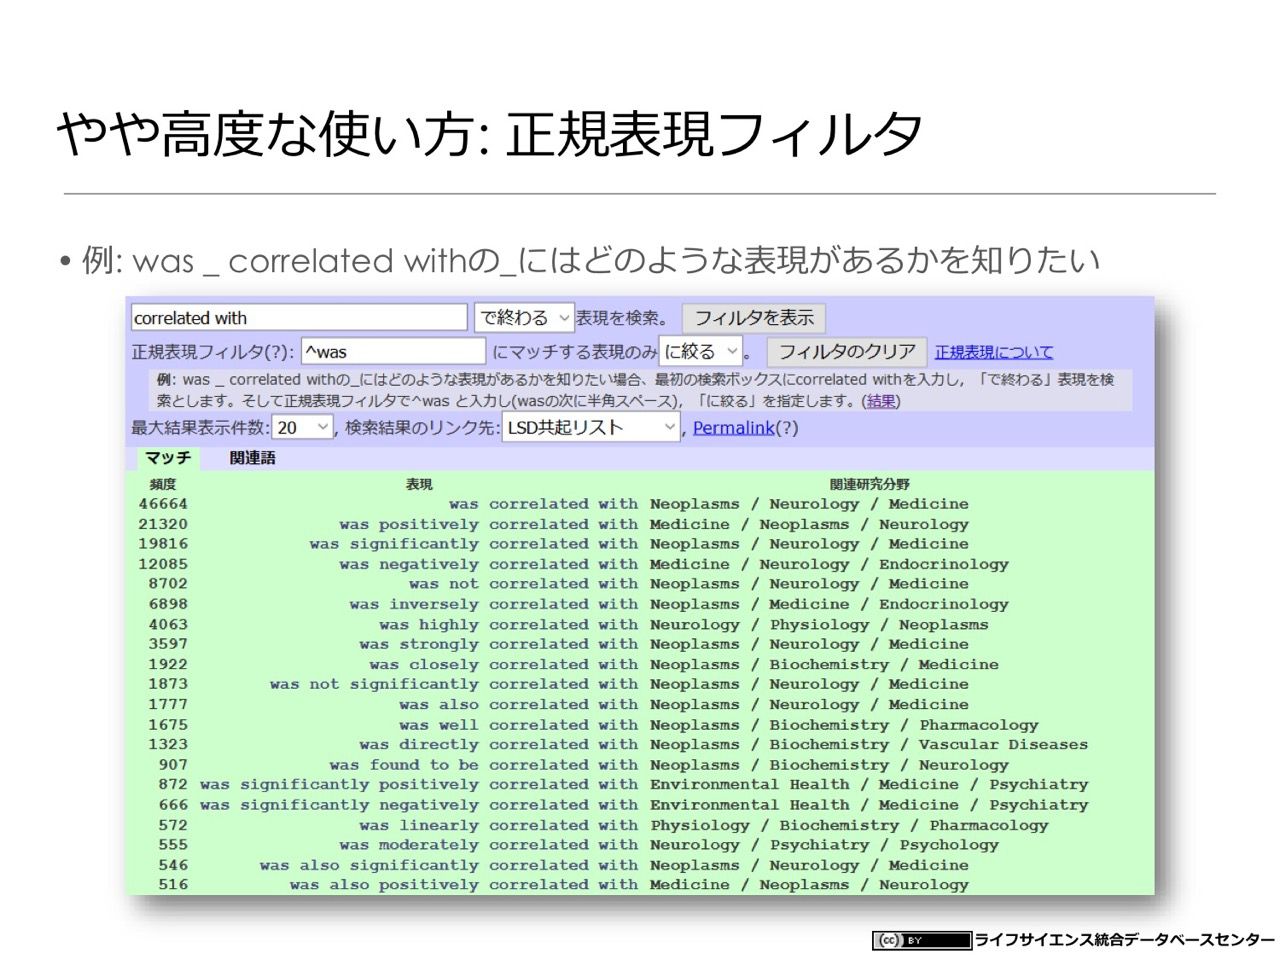 やや高度な使い方: 正規表現フィルタ
• 例: was _ correlated withの_にはどのような表現があるかを知りたい
correlated with で終わる 表現を検索。 フィルタを表示
正規表現フィルタ(?): ^was にマッチする表現のみ に絞る 。 フィルタのクリア 正規表現について
例: was _ correlated withの_にはどのような表現があるかを知りたい場合、最初の検索ボックスにcorrelated withを入力し, 「で終わる」表現を検
索とします。そして正規表現フィルタで^was と入力し(wasの次に半角スペース), 「に絞る」を指定します。(結果)
最大結果表示件数: 20 , 検索結果のリンク先: LSD共起リスト , Permalink(?)
マッチ 関連語
頻度 表現 関連研究分野
46664 was correlated with Neoplasms / Neurology / Medicine
21320 was positively correlated with Medicine / Neoplasms / Neurology
19816 was significantly correlated with Neoplasms / Neurology / Medicine
12085 was negatively correlated with Medicine / Neurology / Endocrinology
8702 was not correlated with Neoplasms / Neurology / Medicine
6898 was inversely correlated with Neoplasms / Medicine / Endocrinology
4063 was highly correlated with Neurology / Physiology / Neoplasms
3597 was strongly correlated with Neoplasms / Neurology / Medicine
1922 was closely correlated with Neoplasms / Biochemistry / Medicine
1873 was not significantly correlated with Neoplasms / Neurology / Medicine
1777 was also correlated with Neoplasms / Neurology / Medicine
1675 was well correlated with Neoplasms / Biochemistry / Pharmacology
1323 was directly correlated with Neoplasms / Biochemistry / Vascular Diseases
907 was found to be correlated with Neoplasms / Biochemistry / Neurology
872 was significantly positively correlated with Environmental Health / Medicine / Psychiatry
666 was significantly negatively correlated with Environmental Health / Medicine / Psychiatry
572 was linearly correlated with Physiology / Biochemistry / Pharmacology
555 was moderately correlated with Neurology / Psychiatry / Psychology
546 was also significantly correlated with Neoplasms / Neurology / Medicine
516 was also positively correlated with Medicine / Neoplasms / Neurology
(cc) BY ライフサイエンス統合データベースセンター